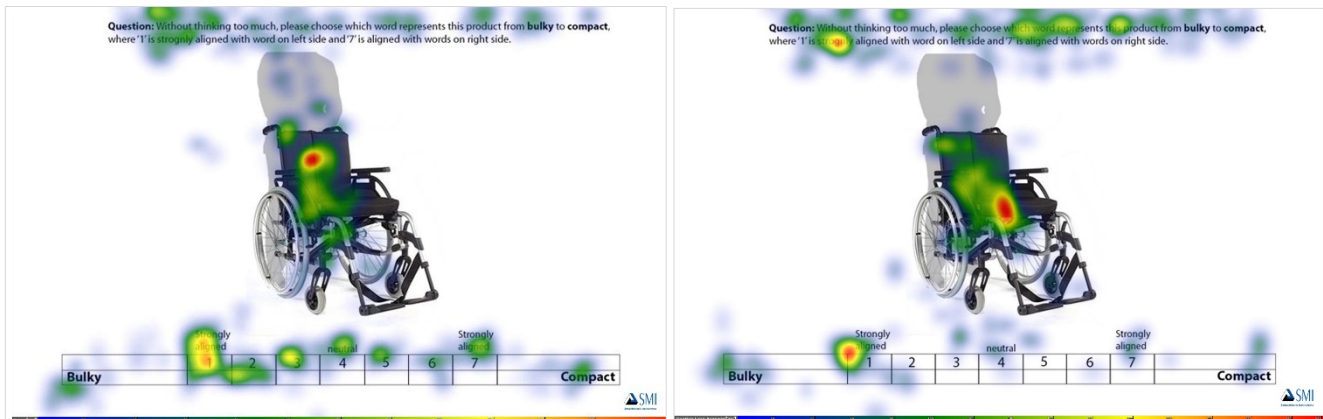 Question: Without thinking too much, please choose which word represents this product from bulky to compact,
where '1' is strognly aligned with word on left side and '7' is aligned with words on right side.
Strongly
aligned
neutral
Strongly
aligned
1 2 3 4 5 6 7
Bulky Compact
SMI
Question: Without thinking too much, please choose which word represents this product from bulky to compact,
where '1' is strognly aligned with word on left side and '7' is aligned with words on right side.
Strongly
aligned
neutral
Strongly
aligned
1 2 3 4 5 6 7
Bulky Compact
SMI